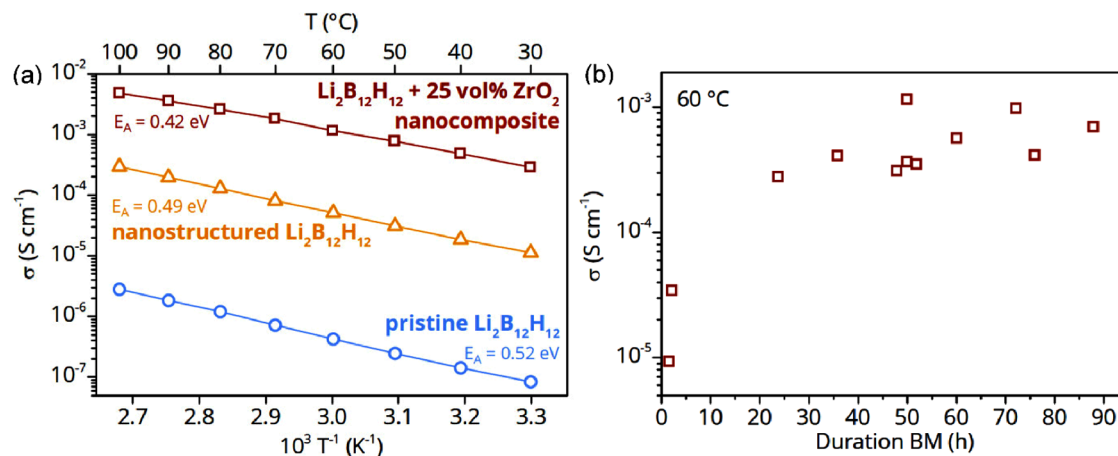 T (°C)
100 90 80 70 60 50 40 30
(a)
10⁻²
10⁻³
10⁻⁴
10⁻⁵
10⁻⁶
10⁻⁷
σ (S cm⁻¹)
Li₂B₁₂H₁₂ + 25 vol% ZrO₂
nanocomposite
E_A = 0.42 eV
E_A = 0.49 eV
nanostructured Li₂B₁₂H₁₂
pristine Li₂B₁₂H₁₂
E_A = 0.52 eV
2.7 2.8 2.9 3.0 3.1 3.2 3.3
10³ T⁻¹ (K⁻¹)
(b)
60 °C
10⁻³
10⁻⁴
10⁻⁵
σ (S cm⁻¹)
0 10 20 30 40 50 60 70 80 90
Duration BM (h)